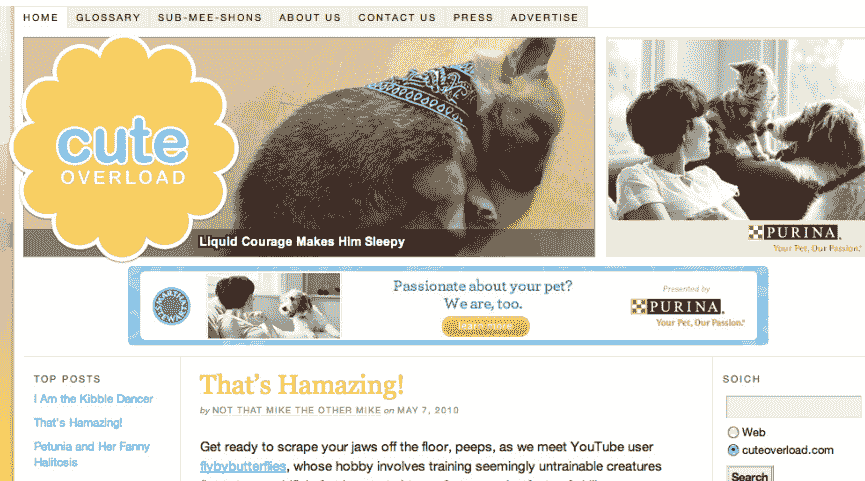 HOME GLOSSARY SUB-MEE-SHONS ABOUT US CONTACT US PRESS ADVERTISE
cute
OVERLOAD
Liquid Courage Makes Him Sleepy
PURINA
Your Pet, Our Passion.
Passionate about your pet?
We are, too.
Presented by
PURINA
Your Pet, Our Passion.®
TOP POSTS
I Am the Kibble Dancer
That's Hamazing!
Petunia and Her Fanny
Halitosis
That's Hamazing!
by NOT THAT MIKE THE OTHER MIKE on MAY 7, 2010
Get ready to scrape your jaws off the floor, peeps, as we meet YouTube user
flybybutterflies, whose hobby involves training seemingly untrainable creatures
SOICH
Web
cuteoverload.com
Search